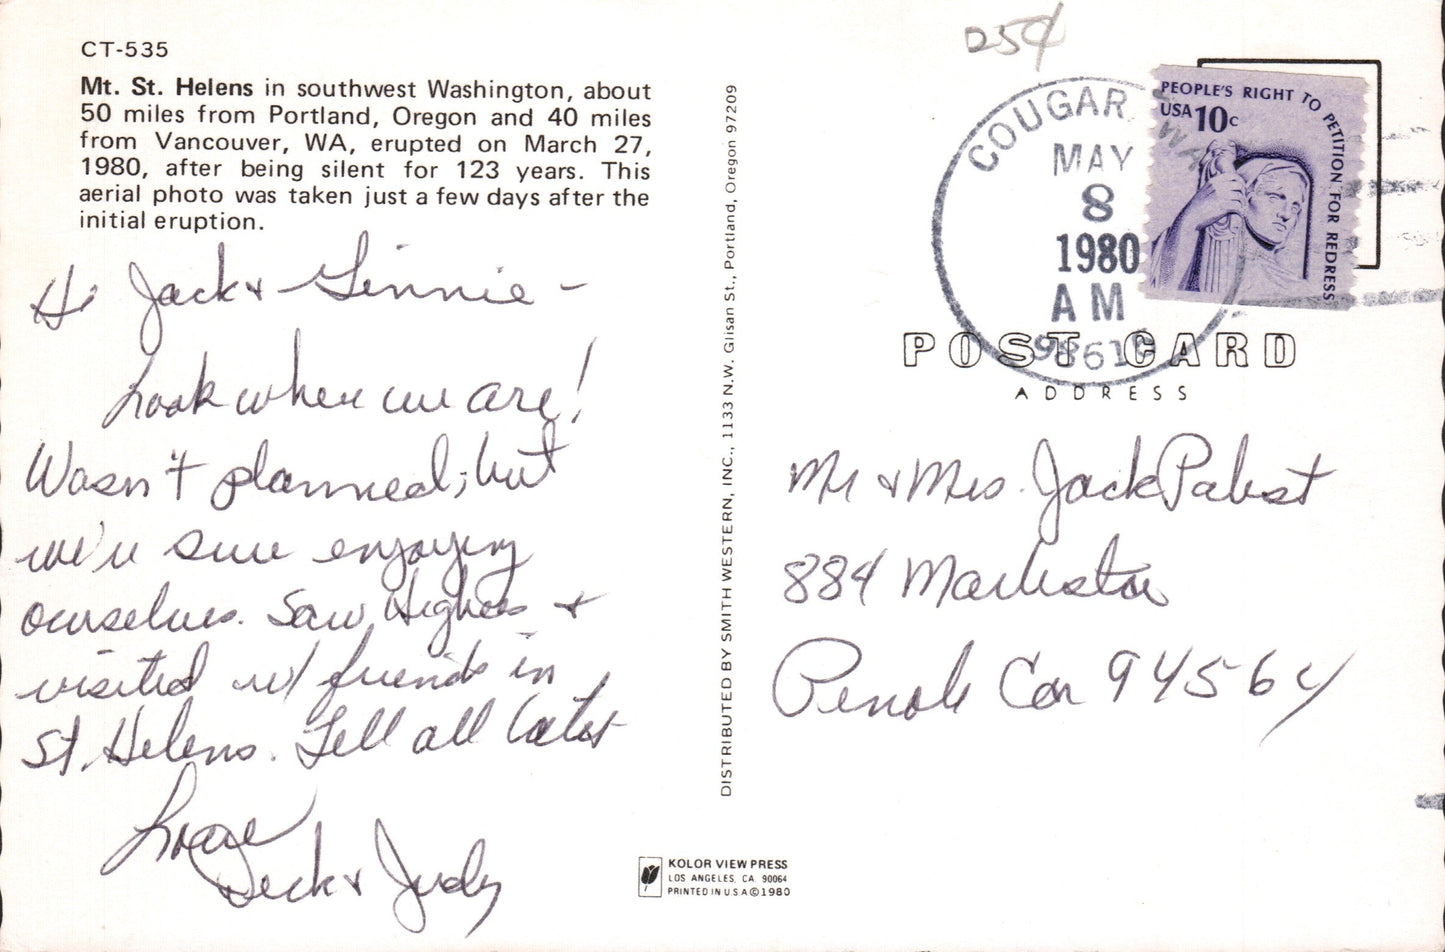 CT-535
Mt. St. Helens in southwest Washington, about
50 miles from Portland, Oregon and 40 miles
from Vancouver, WA, erupted on March 27,
1980, after being silent for 123 years. This
aerial photo was taken just a few days after the
initial eruption.
Hi Jack & Ginnie -
Look where we are!
Wasn't planned; but
we're sure enjoying
ourselves. Saw Hughes &
visited w/ friends in
St. Helens. Tell all later
Love
Deck & Judy
DISTRIBUTED BY SMITH WESTERN, INC., 1133 N.W. Glisan St., Portland, Oregon 97209
KOLOR VIEW PRESS
LOS ANGELES, CA. 90064
PRINTED IN U.S.A © 1980
25¢
COUGAR WA
MAY
8
1980
AM
9861
PEOPLE'S RIGHT TO PETITION FOR REDRESS
USA 10c
POST CARD
ADDRESS
Mr & Mrs. Jack Pabst
884
Pinole Ca 94564